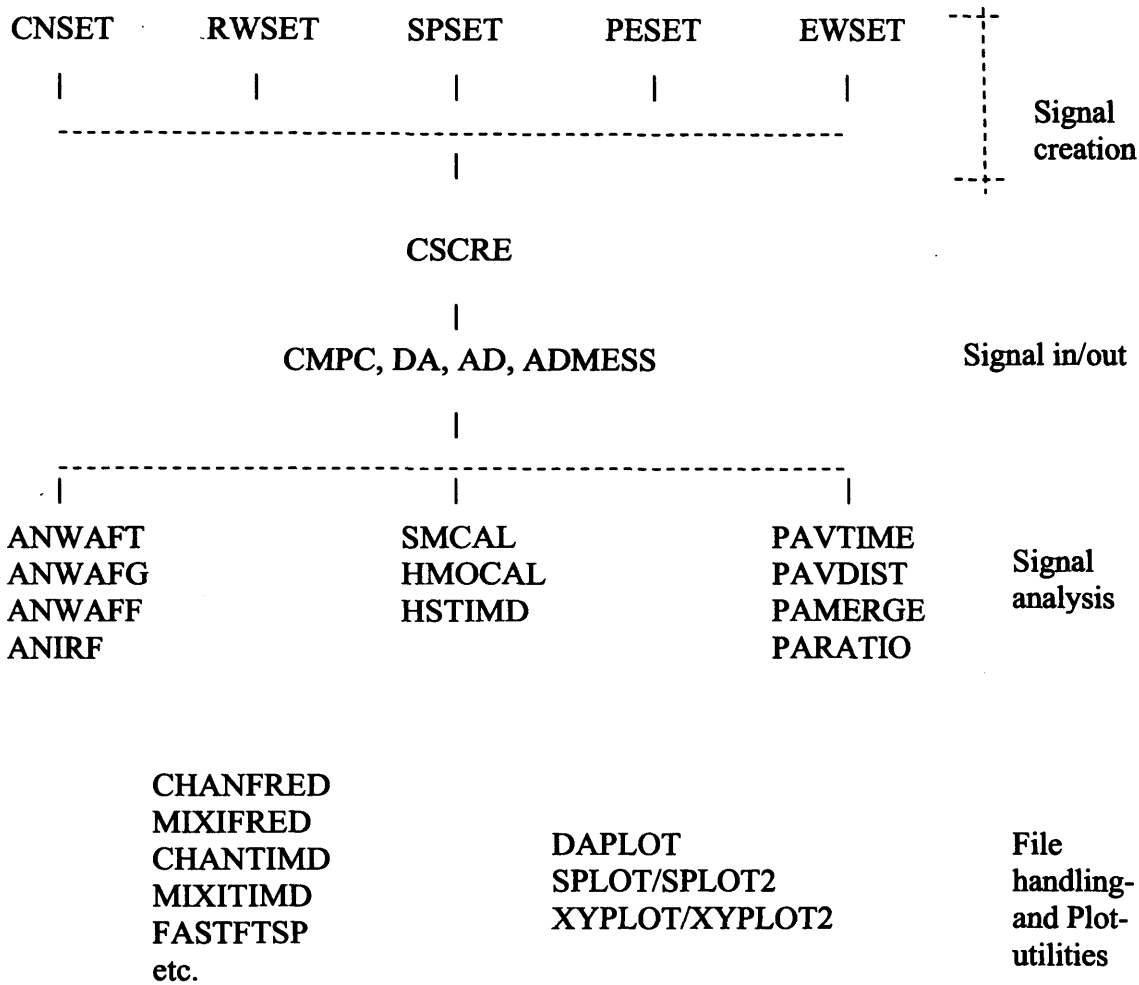 CNSET RWSET SPSET PESET EWSET
Signal
creation
CSCRE
CMPC, DA, AD, ADMESS
Signal in/out
ANWAFT
ANWAFG
ANWAFF
ANIRF
SMCAL
HMOCAL
HSTIMD
PAVTIME
PAVDIST
PAMERGE
PARATIO
Signal
analysis
CHANFRED
MIXIFRED
CHANTIMD
MIXITIMD
FASTFTSP
etc.
DAPLOT
SPLOT/SPLOT2
XYPLOT/XYPLOT2
File
handling-
and Plot-
utilities